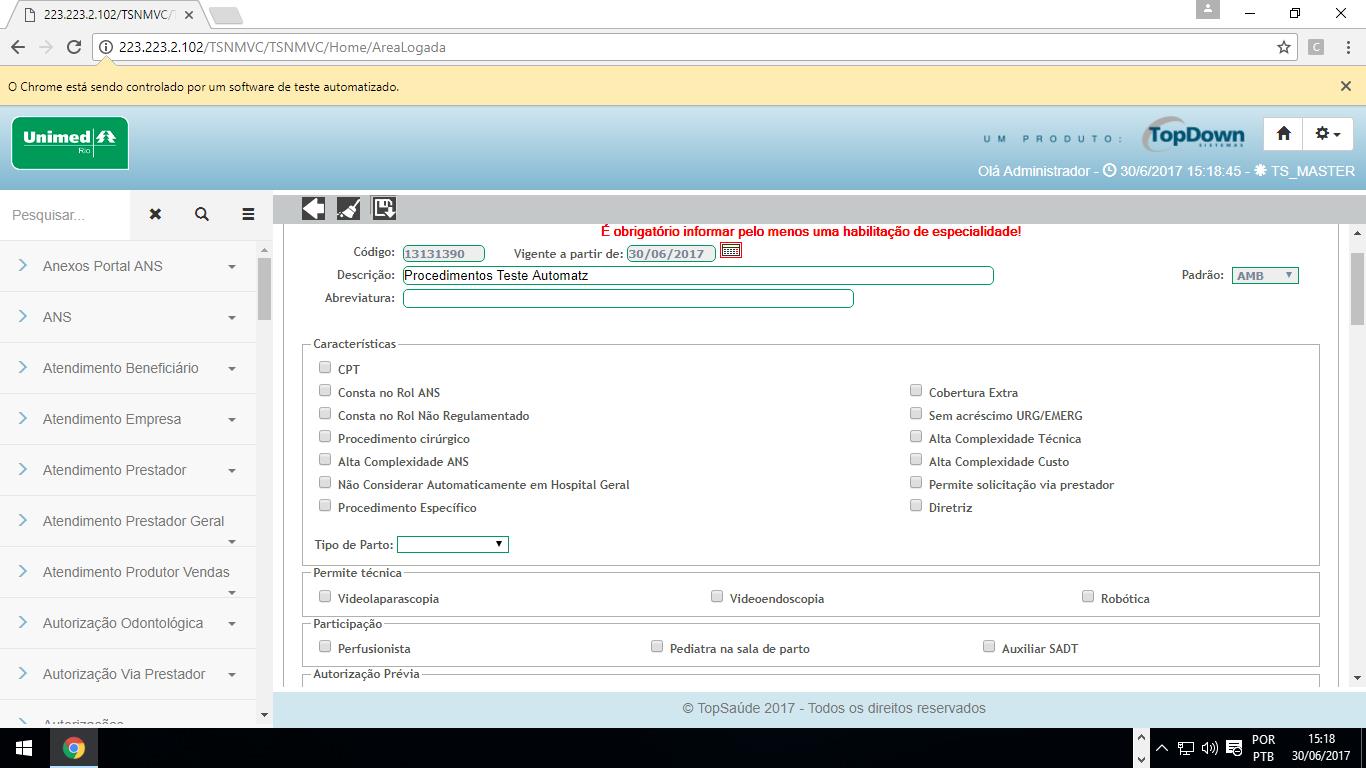 223.223.2.102/TSNMVC/T
223.223.2.102/TSNMVC/TSNMVC/Home/AreaLogada
C
O Chrome está sendo controlado por um software de teste automatizado.
Unimed
Rio
UM PRODUTO:
TopDown
SISTEMAS
Olá Administrador - 30/6/2017 15:18:45 - TS_MASTER
Pesquisar...
Anexos Portal ANS
ANS
Atendimento Beneficiário
Atendimento Empresa
Atendimento Prestador
Atendimento Prestador Geral
Atendimento Produtor Vendas
Autorização Odontológica
Autorização Via Prestador
Autorizações
É obrigatório informar pelo menos uma habilitação de especialidade!
Código: 13131390 Vigente a partir de: 30/06/2017
Descrição: Procedimentos Teste Automatz Padrão: AMB
Abreviatura:
Características
CPT
Consta no Rol ANS Cobertura Extra
Consta no Rol Não Regulamentado Sem acréscimo URG/EMERG
Procedimento cirúrgico Alta Complexidade Técnica
Alta Complexidade ANS Alta Complexidade Custo
Não Considerar Automaticamente em Hospital Geral Permite solicitação via prestador
Procedimento Específico Diretriz
Tipo de Parto:
Permite técnica
Videolaparascopia Videoendoscopia Robótica
Participação
Perfusionista Pediatra na sala de parto Auxiliar SADT
Autorização Prévia
© TopSaúde 2017 - Todos os direitos reservados
POR
PTB
15:18
30/06/2017